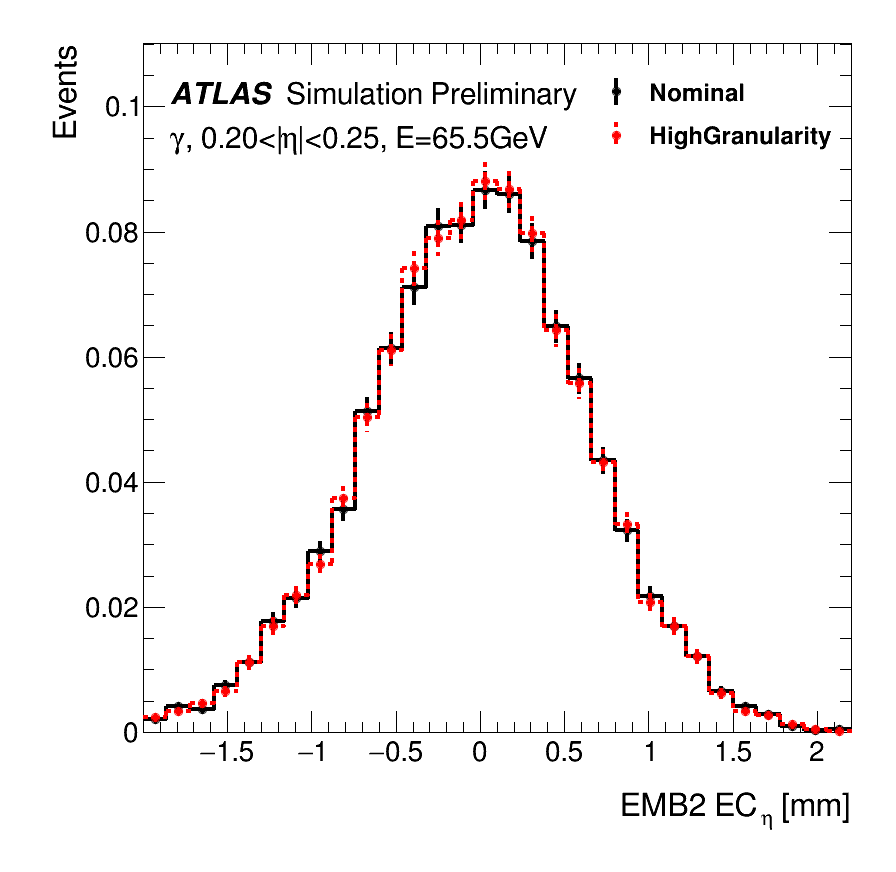 Events
ATLAS Simulation Preliminary
γ, 0.20<|η|<0.25, E=65.5GeV
Nominal
HighGranularity
0.1
0.08
0.06
0.04
0.02
0
−1.5 −1 −0.5 0 0.5 1 1.5 2
EMB2 EC η [mm]